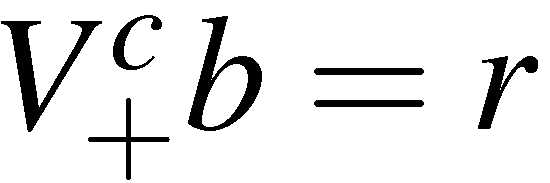 $V_{+}^{c} b = r$